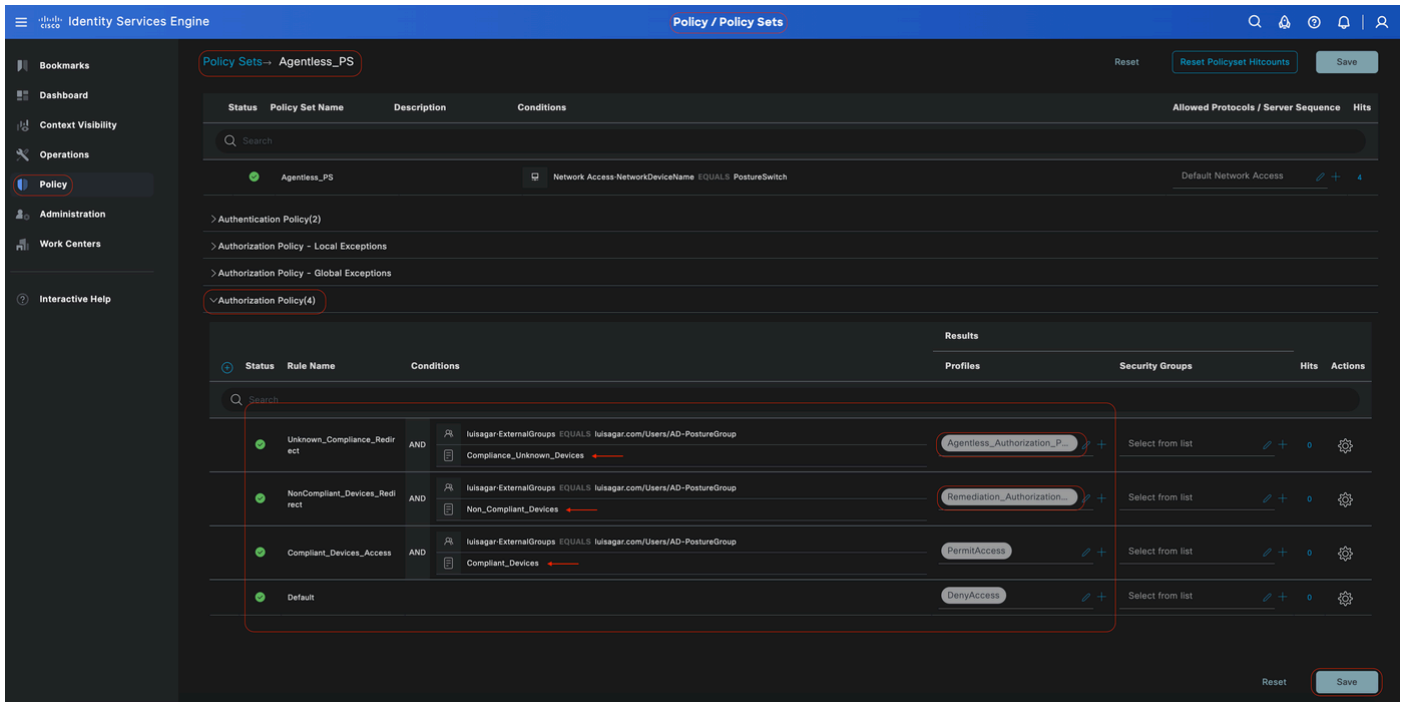 cisco Identity Services Engine
Policy / Policy Sets
Bookmarks
Dashboard
Context Visibility
Operations
Policy
Administration
Work Centers
Interactive Help
Policy Sets→ Agentless_PS
Reset
Reset Policyset Hitcounts
Save
Status Policy Set Name Description Conditions Allowed Protocols / Server Sequence Hits
Search
Agentless_PS Network Access·NetworkDeviceName EQUALS PostureSwitch Default Network Access 4
Authentication Policy(2)
Authorization Policy - Local Exceptions
Authorization Policy - Global Exceptions
Authorization Policy(4)
Results
Status Rule Name Conditions Profiles Security Groups Hits Actions
Search
Unknown_Compliance_Redir
ect
AND
luisagar·ExternalGroups EQUALS luisagar.com/Users/AD-PostureGroup
Compliance_Unknown_Devices
Agentless_Authorization_P...
Select from list
0
NonCompliant_Devices_Redi
rect
AND
luisagar·ExternalGroups EQUALS luisagar.com/Users/AD-PostureGroup
Non_Compliant_Devices
Remediation_Authorization...
Select from list
0
Compliant_Devices_Access
AND
luisagar·ExternalGroups EQUALS luisagar.com/Users/AD-PostureGroup
Compliant_Devices
PermitAccess
Select from list
0
Default
DenyAccess
Select from list
0
Reset
Save